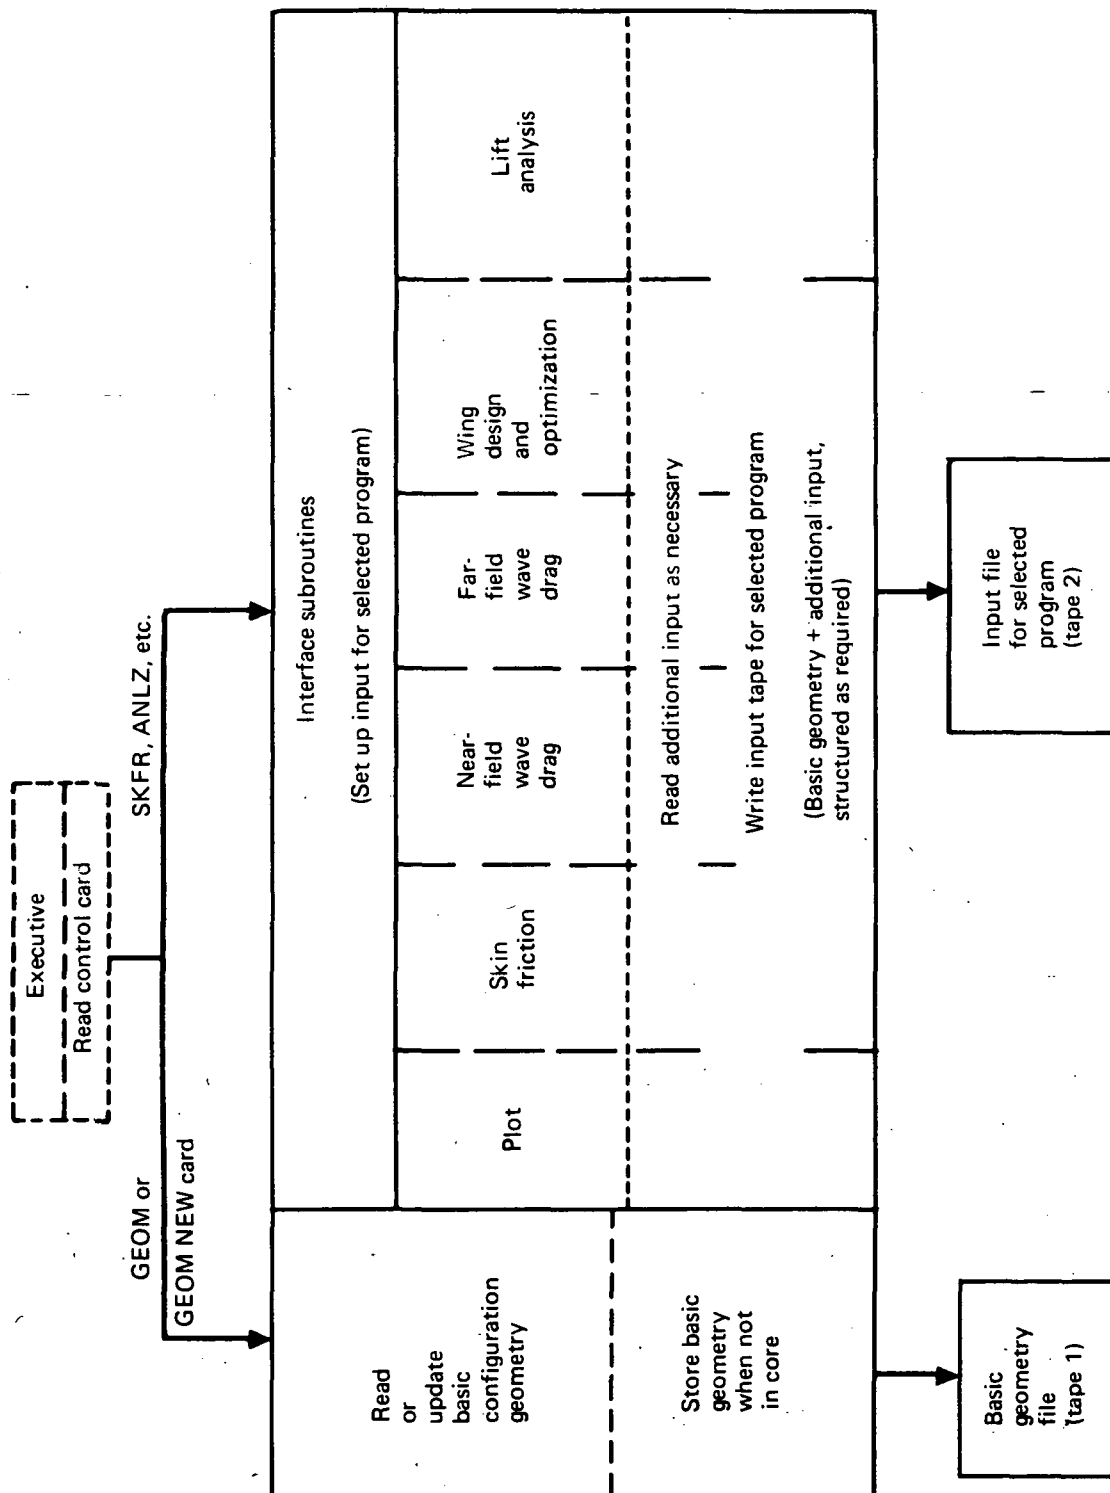 Executive
Read control card
GEOM or
GEOM NEW card
SKFR, ANLZ, etc.
Read
or
update
basic
configuration
geometry
Store basic
geometry
when not
in core
Interface subroutines
(Set up input for selected program)
Plot
Skin
friction
Near-
field
wave
drag
Far-
field
wave
drag
Wing
design
and
optimization
Lift
analysis
Read additional input as necessary
Write input tape for selected program
(Basic geometry + additional input,
structured as required)
Basic
geometry
file
(tape 1)
Input file
for selected
program
(tape 2)